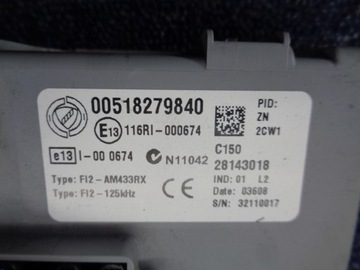 00518279840
PID:
ZN
2CW1
E13 116RI-000674
e13 I-00 0674
N11042
C150
28143018
Type: FI2-AM433RX
IND: 01 L2
Type: FI2-125kHz
CE
Date: 03608
S/N: 32110017